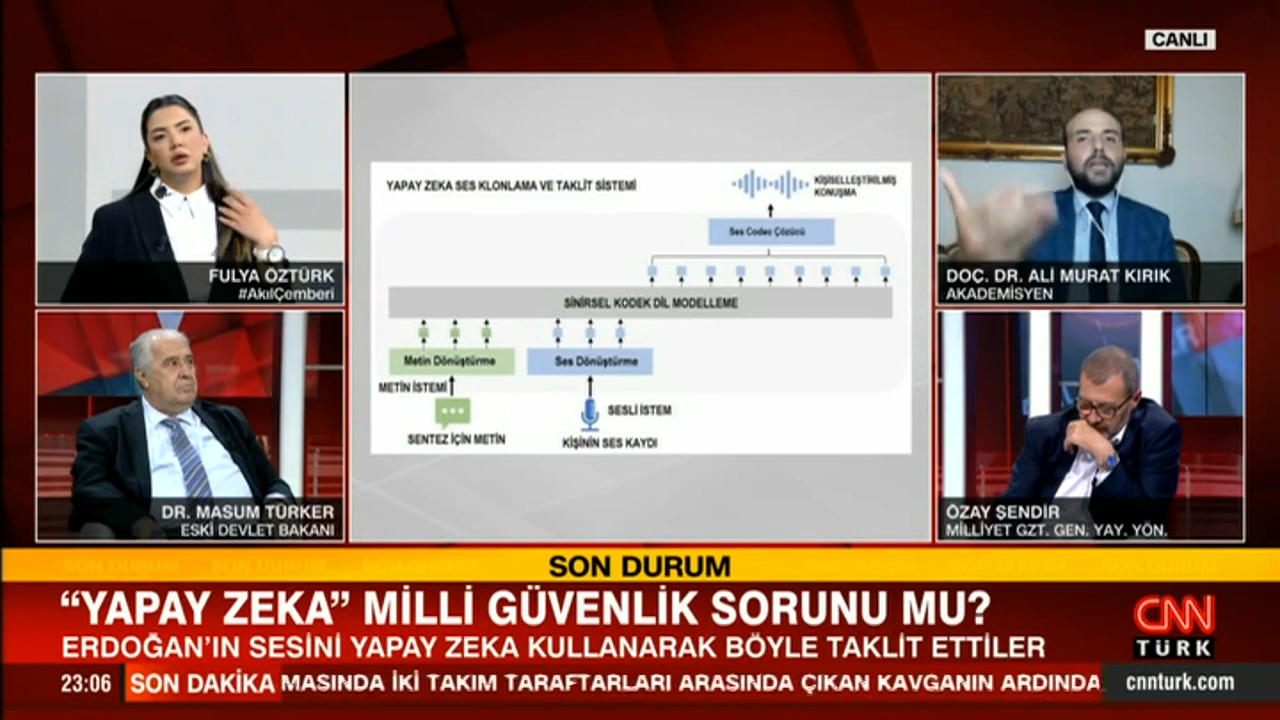 CANLI
FULYA ÖZTÜRK
#AkılÇemberi
YAPAY ZEKA SES KLONLAMA VE TAKLİT SİSTEMİ
KİŞİSELLEŞTİRİLMİŞ
KONUŞMA
Ses Codec Çözücü
SİNİRSEL KODEK DİL MODELLEME
Metin Dönüştürme
Ses Dönüştürme
METİN İSTEMİ
SESLİ İSTEM
SENTEZ İÇİN METİN
KİŞİNİN SES KAYDI
DOÇ. DR. ALİ MURAT KIRIK
AKADEMİSYEN
DR. MASUM TÜRKER
ESKİ DEVLET BAKANI
ÖZAY ŞENDİR
MİLLİYET GZT. GEN. YAY. YÖN.
SON DURUM
“YAPAY ZEKA” MİLLİ GÜVENLİK SORUNU MU?
ERDOĞAN’IN SESİNİ YAPAY ZEKA KULLANARAK BÖYLE TAKLİT ETTİLER
CNN
TÜRK
23:06 SON DAKİKA MASINDA İKİ TAKIM TARAFTARLARI ARASINDA ÇIKAN KAVGANIN ARDINDA
cnnturk.com